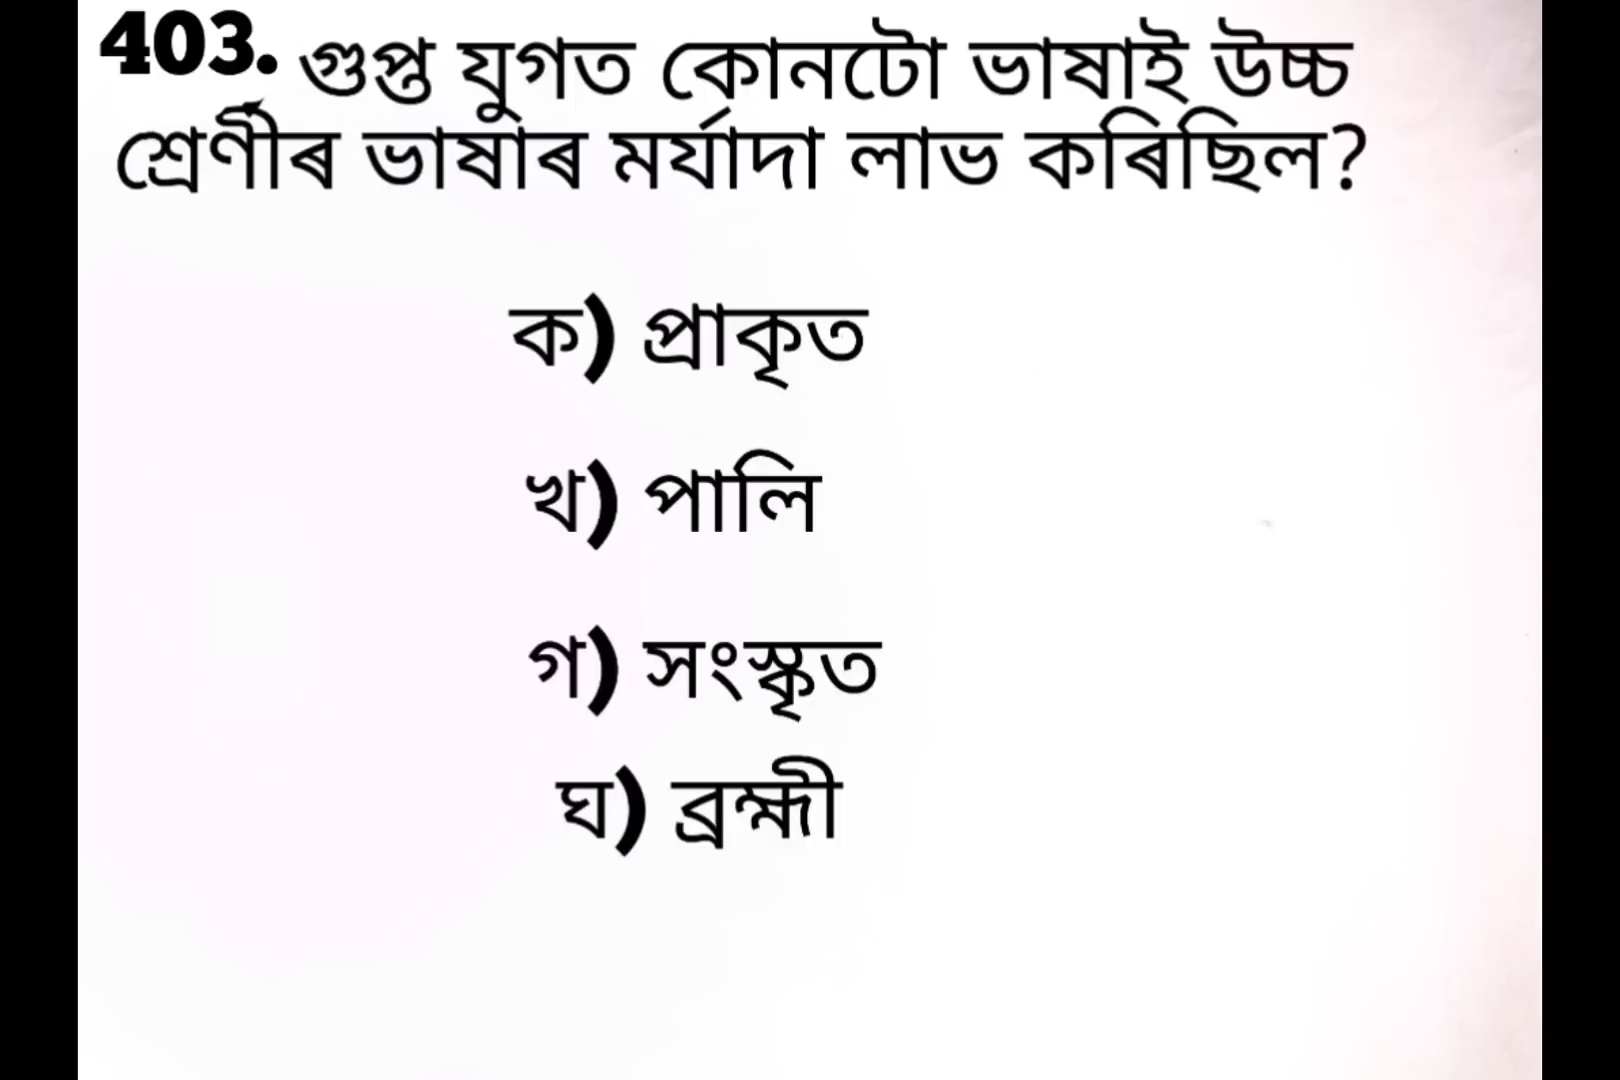 403. গুপ্ত যুগত কোনটো ভাষাই উচ্চ
শ্ৰেৰ্ণীৰ ভাষাৰ মৰ্যাদা লাভ কৰিছিল?
ক) প্ৰাকৃত
খ) পালি
গ) সংস্কৃত
ঘ) ব্ৰহ্মী